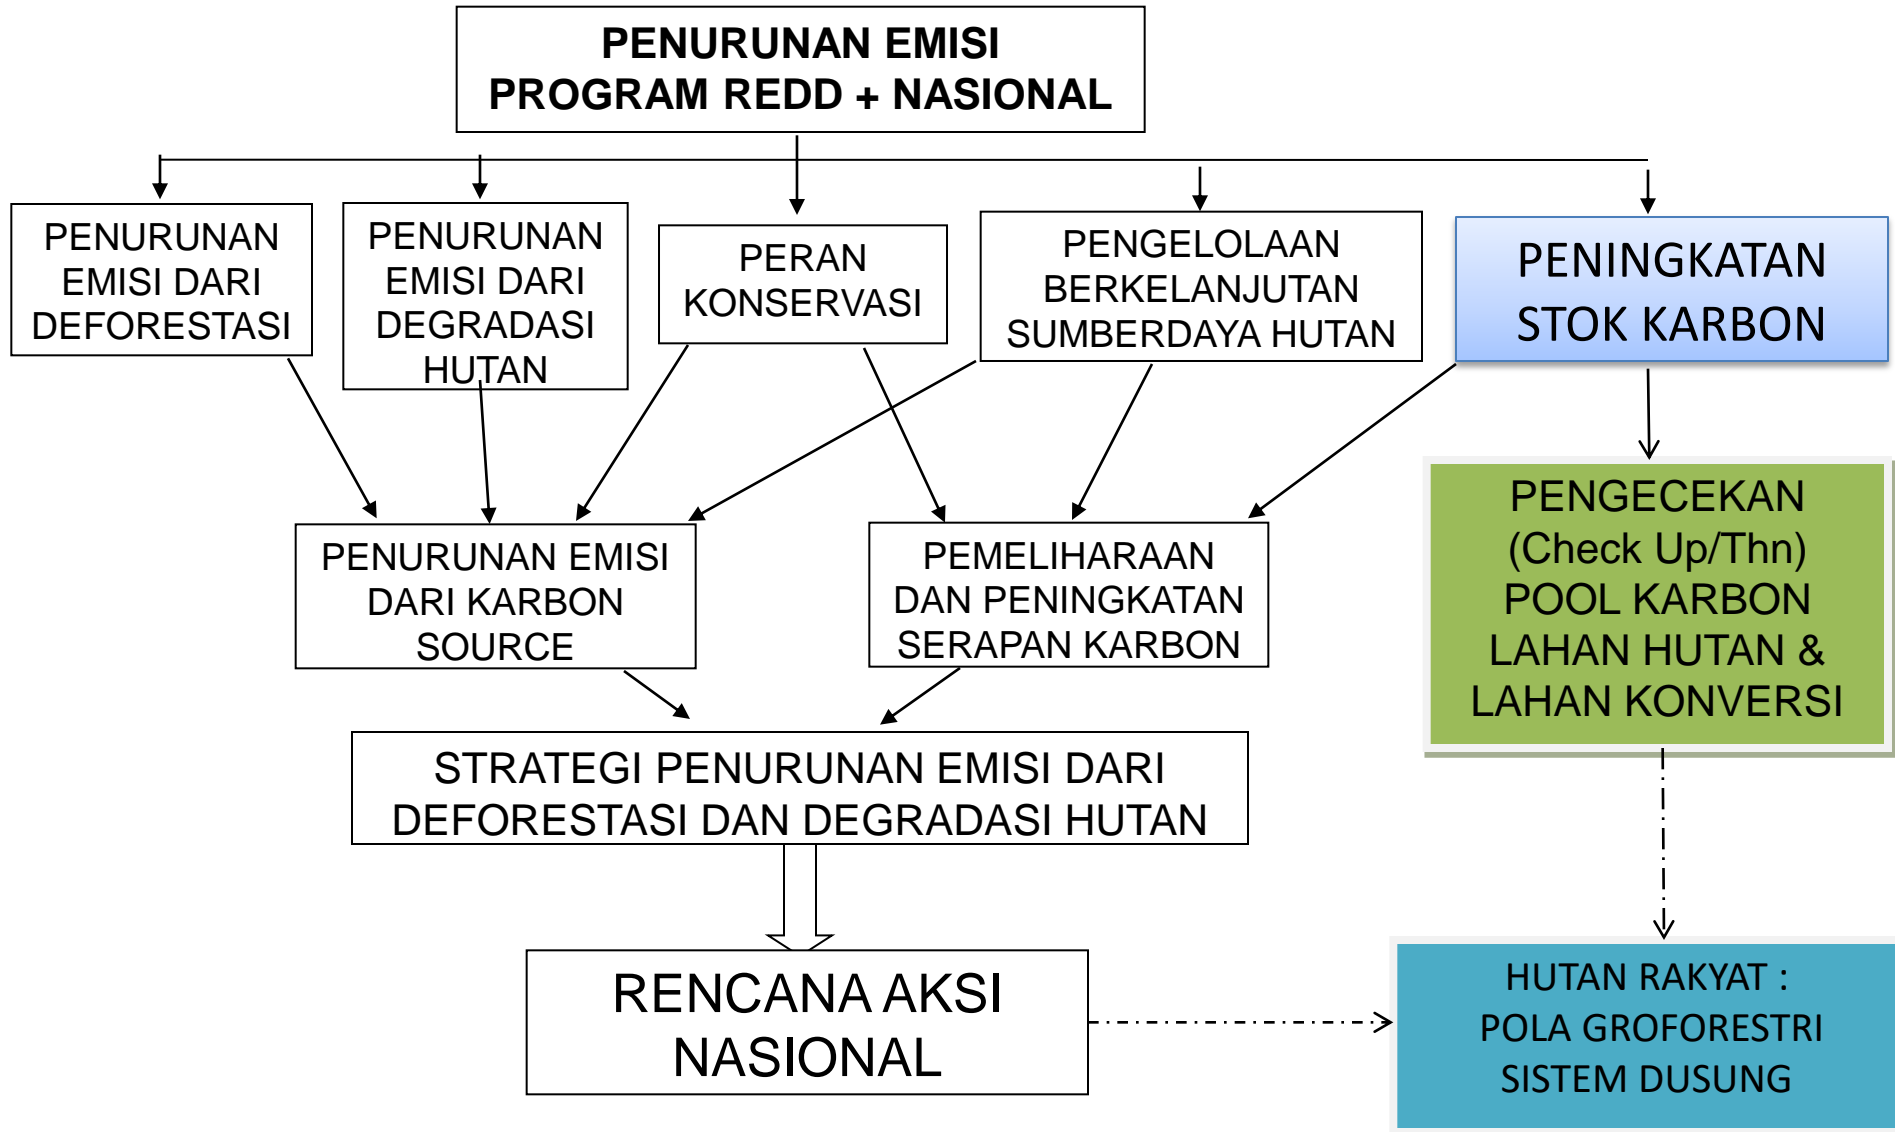 PENURUNAN EMISI
PROGRAM REDD + NASIONAL
PENURUNAN
EMISI DARI
DEFORESTASI
PENURUNAN
EMISI DARI
DEGRADASI
HUTAN
PERAN
KONSERVASI
PENGELOLAAN
BERKELANJUTAN
SUMBERDAYA HUTAN
PENINGKATAN
STOK KARBON
PENURUNAN EMISI
DARI KARBON
SOURCE
PEMELIHARAAN
DAN PENINGKATAN
SERAPAN KARBON
PENGECEKAN
(Check Up/Thn)
POOL KARBON
LAHAN HUTAN &
LAHAN KONVERSI
STRATEGI PENURUNAN EMISI DARI
DEFORESTASI DAN DEGRADASI HUTAN
RENCANA AKSI
NASIONAL
HUTAN RAKYAT :
POLA GROFORESTRI
SISTEM DUSUNG